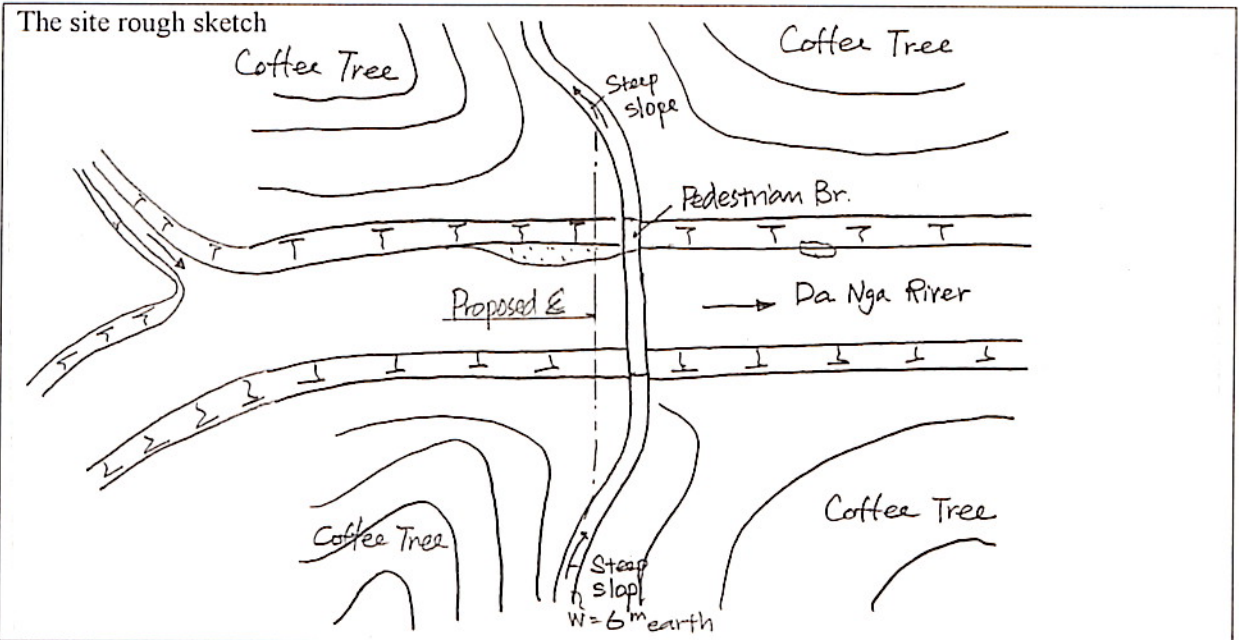 The site rough sketch
Coffee Tree
Coffee Tree
Steep
slope
Pedestrian Br.
Proposed ℄
Da Nga River
Coffee Tree
Coffee Tree
Steep
slop
W=6ᵐ earth